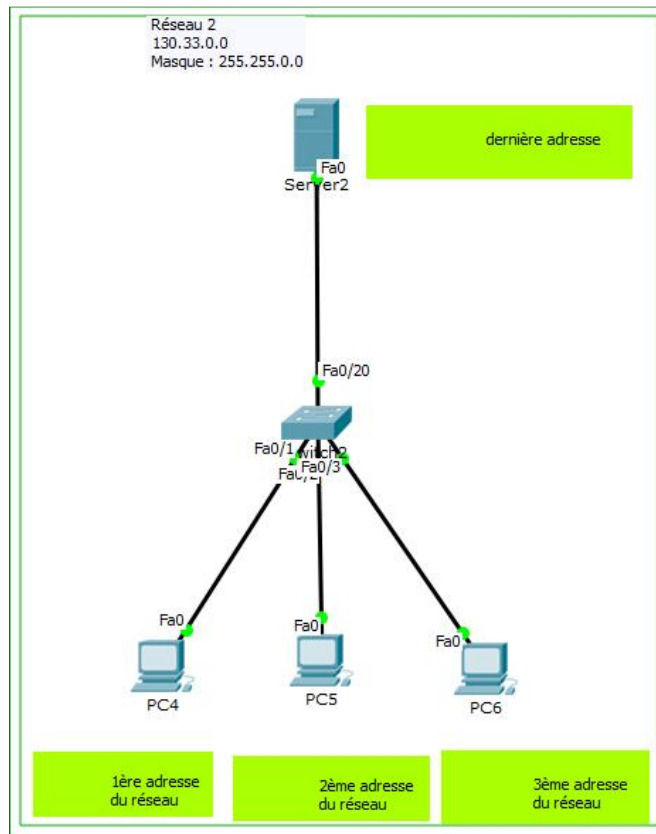 Réseau 2
130.33.0.0
Masque : 255.255.0.0
dernière adresse
Fa0
Server2
Fa0/20
Fa0/1
Fa0/3
Fa0
Fa0
Fa0
PC4
PC5
PC6
1ère adresse
du réseau
2ème adresse
du réseau
3ème adresse
du réseau